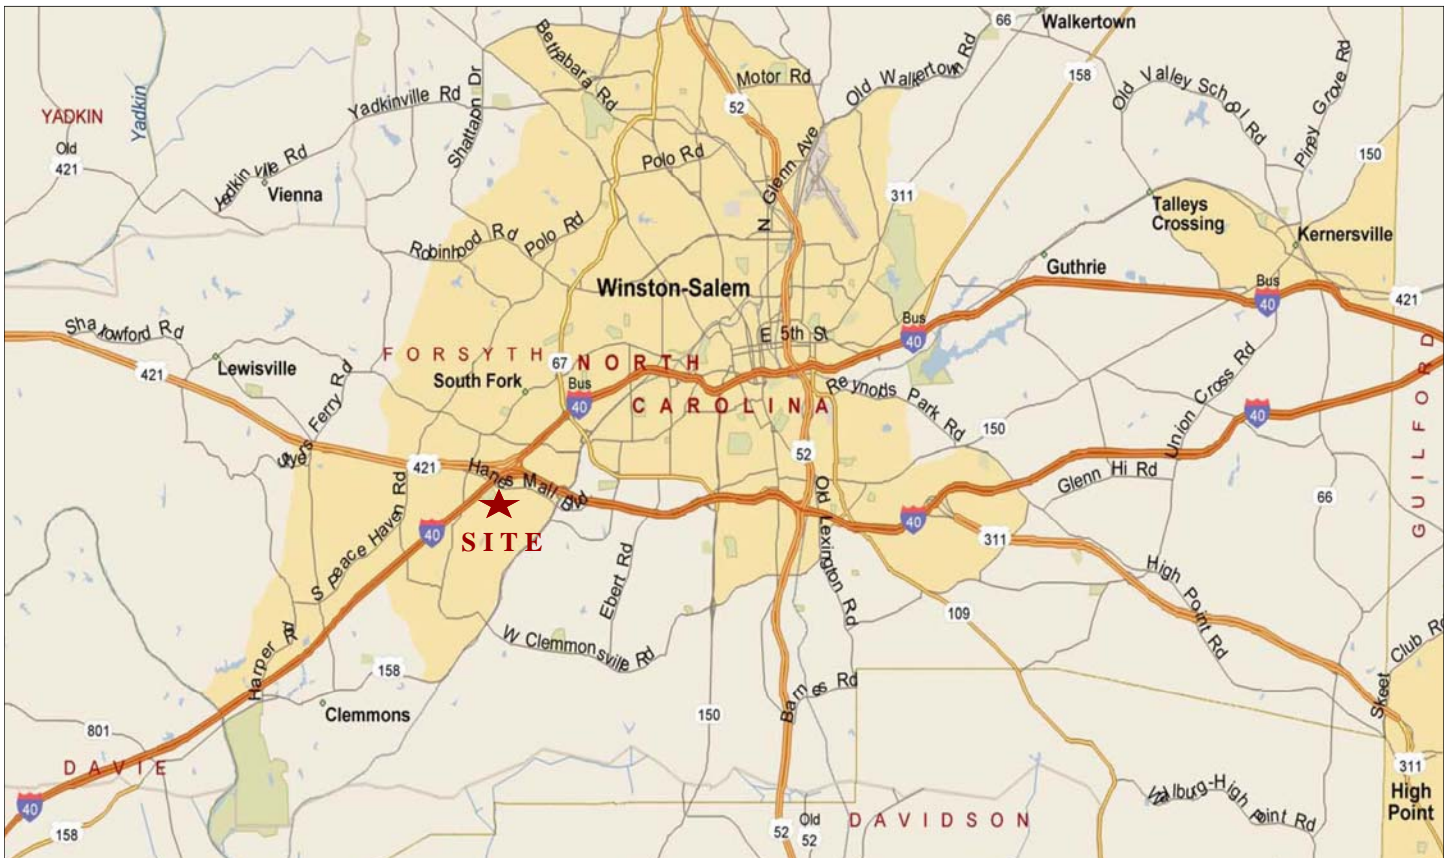 66
Walkertown
Bethabara Rd
Motor Rd
Old Walkertown Rd
158
Old Valley School Rd
Piney Grove Rd
YADKIN
Yadkin
Yadkinville Rd
Shattalon Dr
52
Old
421
Polo Rd
N Glenn Ave
150
Yadkinville Rd
Vienna
311
Talleys
Crossing
Robinhood Rd
Polo Rd
Kernersville
Guthrie
Winston-Salem
Bus
40
421
Shallowford Rd
E 5th St
Bus
40
421
Lewisville
FORSYTH
67
NORTH
South Fork
Bus
40
CAROLINA
Reynolds Park Rd
Union Cross Rd
40
GUILFORD
Styers Ferry Rd
150
421
Hanes Mall Blvd
52
Glenn Hi Rd
S Peace Haven Rd
40
SITE
Old Lexington Rd
40
311
66
Ebert Rd
High Point Rd
109
W Clemmonsville Rd
Harper Rd
158
Club Rd
Skeet
Barnes Rd
Clemmons
150
801
DAVIE
311
High
Point
40
158
52
Old
52
DAVIDSON
Wallburg-High Point Rd